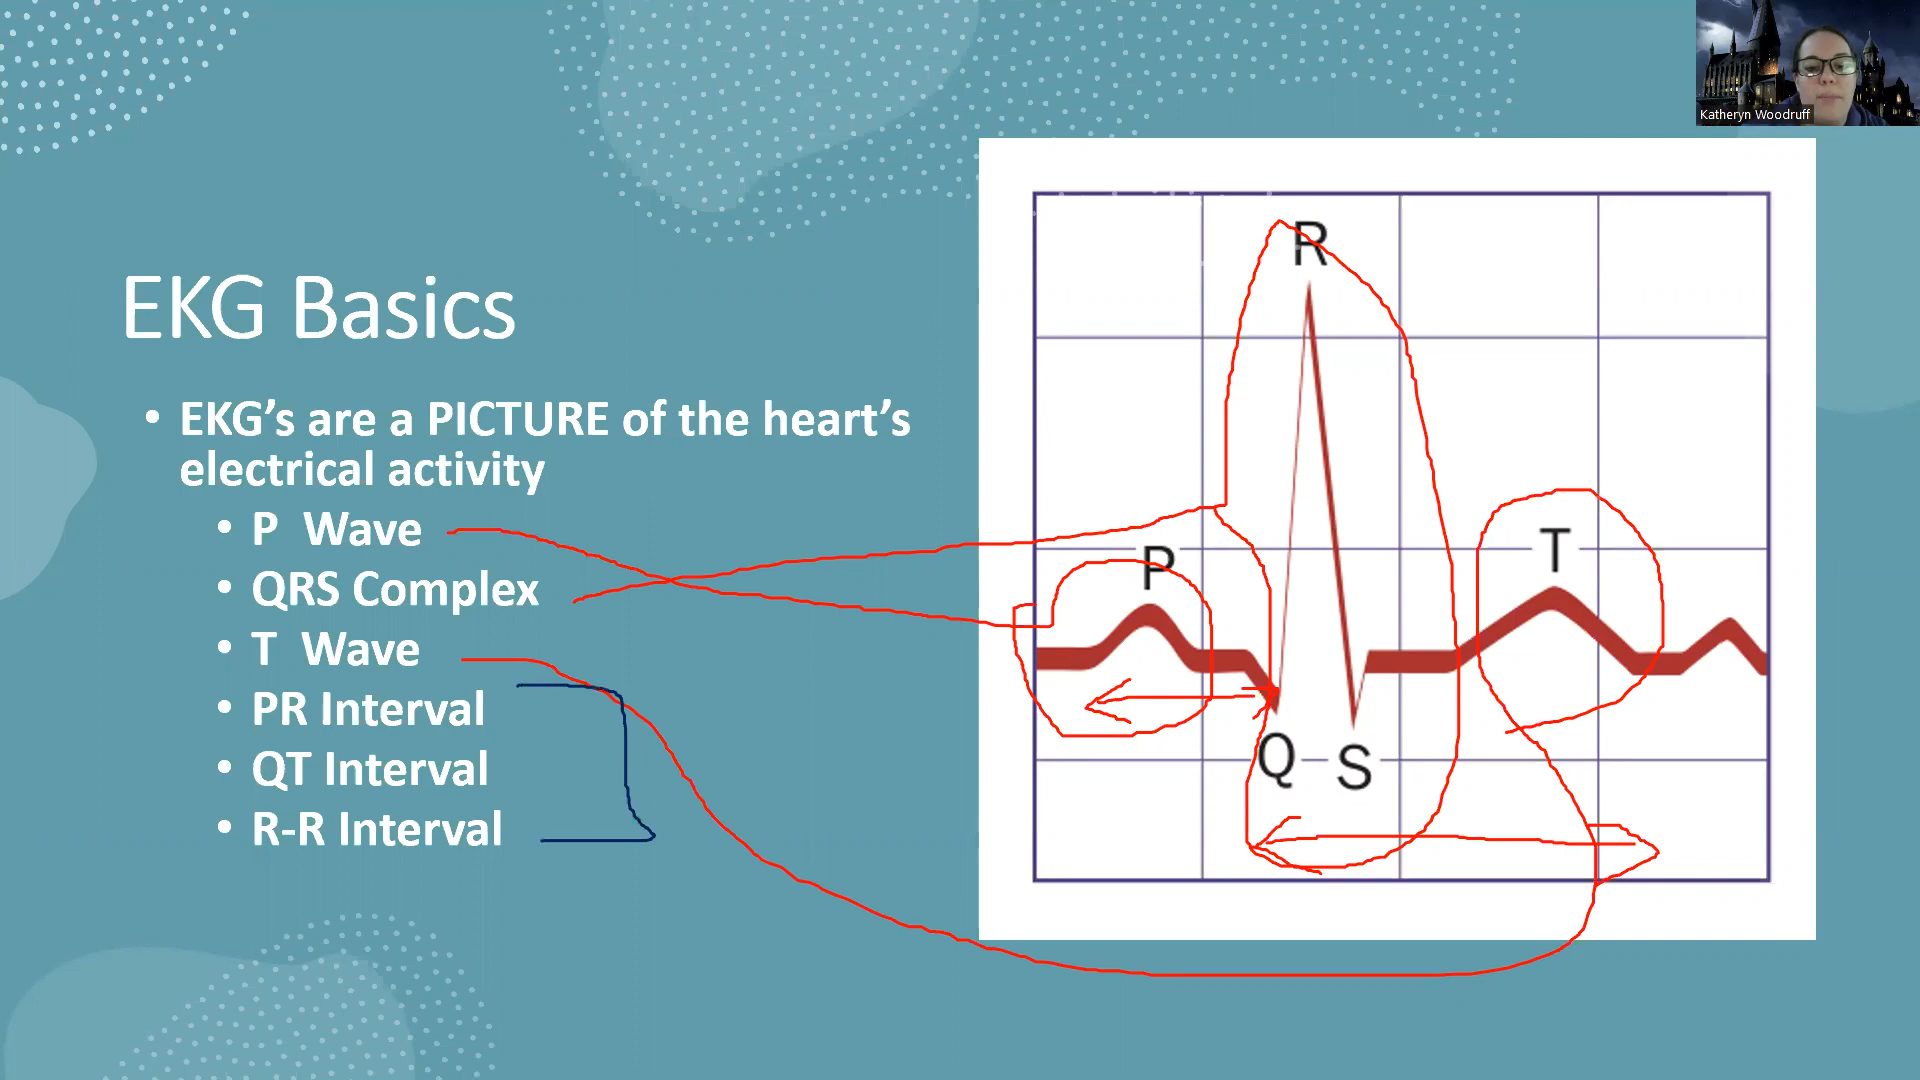 Katheryn Woodruff
EKG Basics
• EKG’s are a PICTURE of the heart’s
electrical activity
• P Wave
• QRS Complex
• T Wave
• PR Interval
• QT Interval
• R-R Interval
R
P
T
Q
S